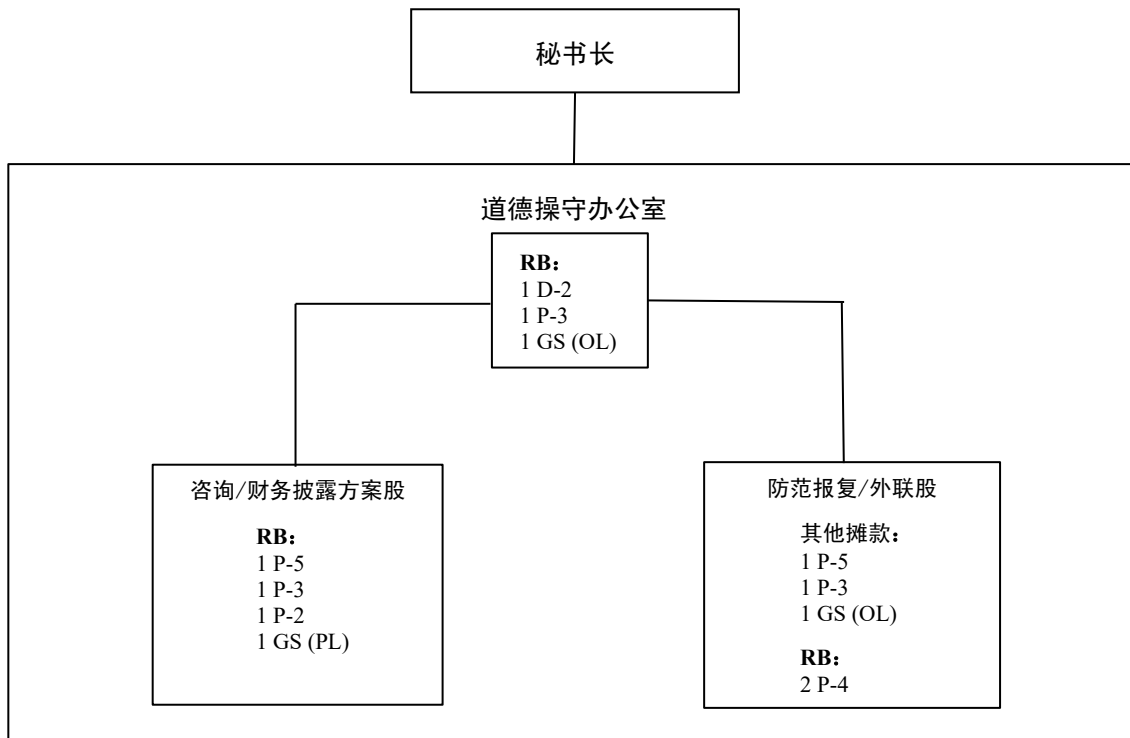 秘书长
道德操守办公室
RB：
1 D-2
1 P-3
1 GS (OL)
咨询/财务披露方案股
RB：
1 P-5
1 P-3
1 P-2
1 GS (PL)
防范报复/外联股
其他摊款：
1 P-5
1 P-3
1 GS (OL)
RB：
2 P-4